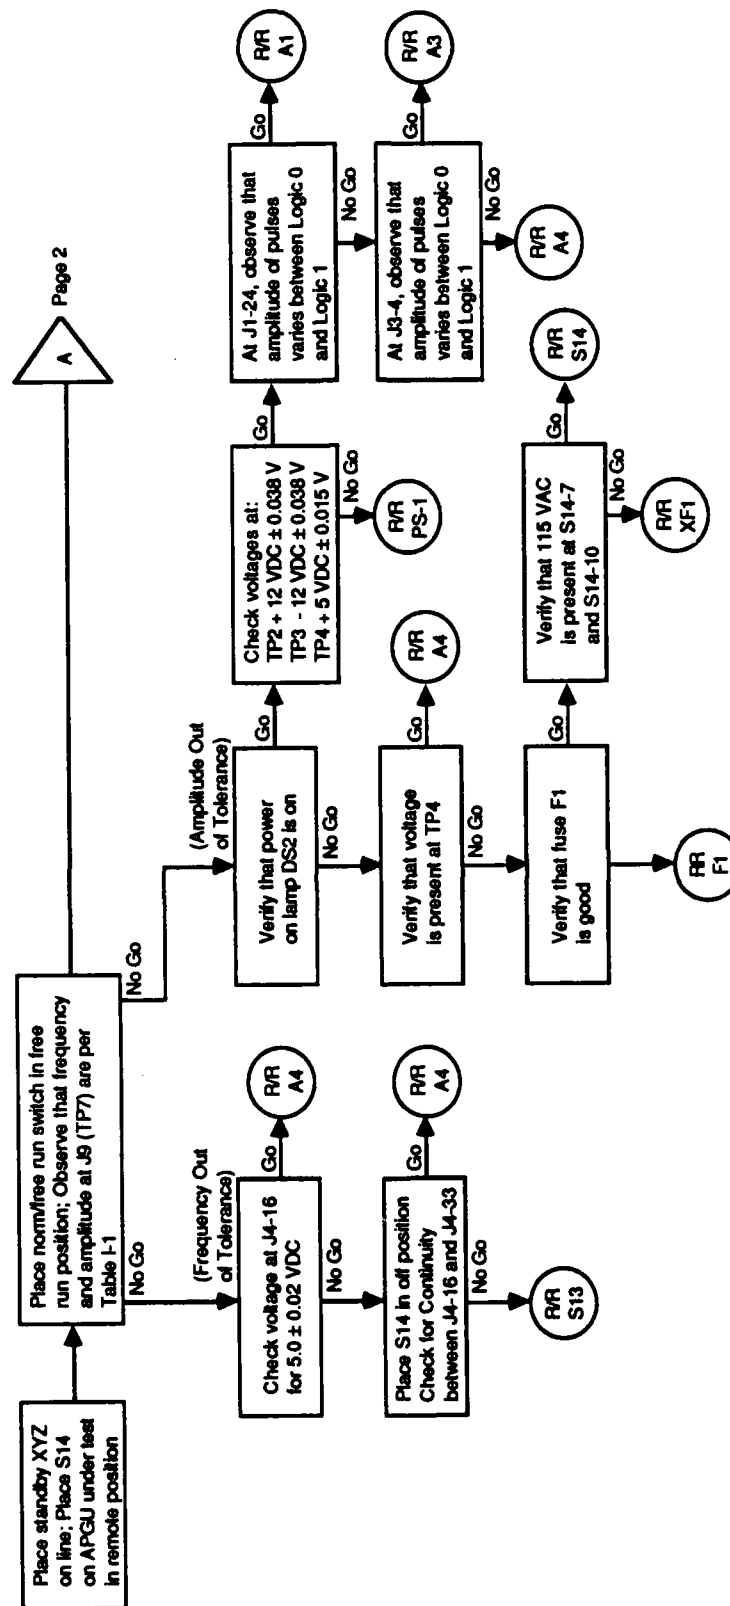 Place standby XYZ
on line; Place S14
on APGU under test
in remote position
Place norm/free run switch in free
run position; Observe that frequency
and amplitude at J9 (TP7) are per
Table I-1
A
Page 2
No Go
(Frequency Out
of Tolerance)
No Go
(Amplitude Out
of Tolerance)
Check voltage at J4-16
for 5.0 ± 0.02 VDC
Go
R/R
A4
No Go
Place S14 in off position
Check for Continuity
between J4-16 and J4-33
Go
R/R
A4
No Go
R/R
S13
Verify that power
on lamp DS2 is on
Go
Check voltages at:
TP2 + 12 VDC ± 0.038 V
TP3 - 12 VDC ± 0.038 V
TP4 + 5 VDC ± 0.015 V
Go
At J1-24, observe that
amplitude of pulses
varies between Logic 0
and Logic 1
Go
R/R
A1
No Go
R/R
PS-1
No Go
At J3-4, observe that
amplitude of pulses
varies between Logic 0
and Logic 1
Go
R/R
A3
No Go
R/R
A4
No Go
Verify that voltage
is present at TP4
Go
R/R
A4
No Go
Verify that fuse F1
is good
Go
Verify that 115 VAC
is present at S14-7
and S14-10
Go
R/R
S14
No Go
R/R
XF1
RR
F1